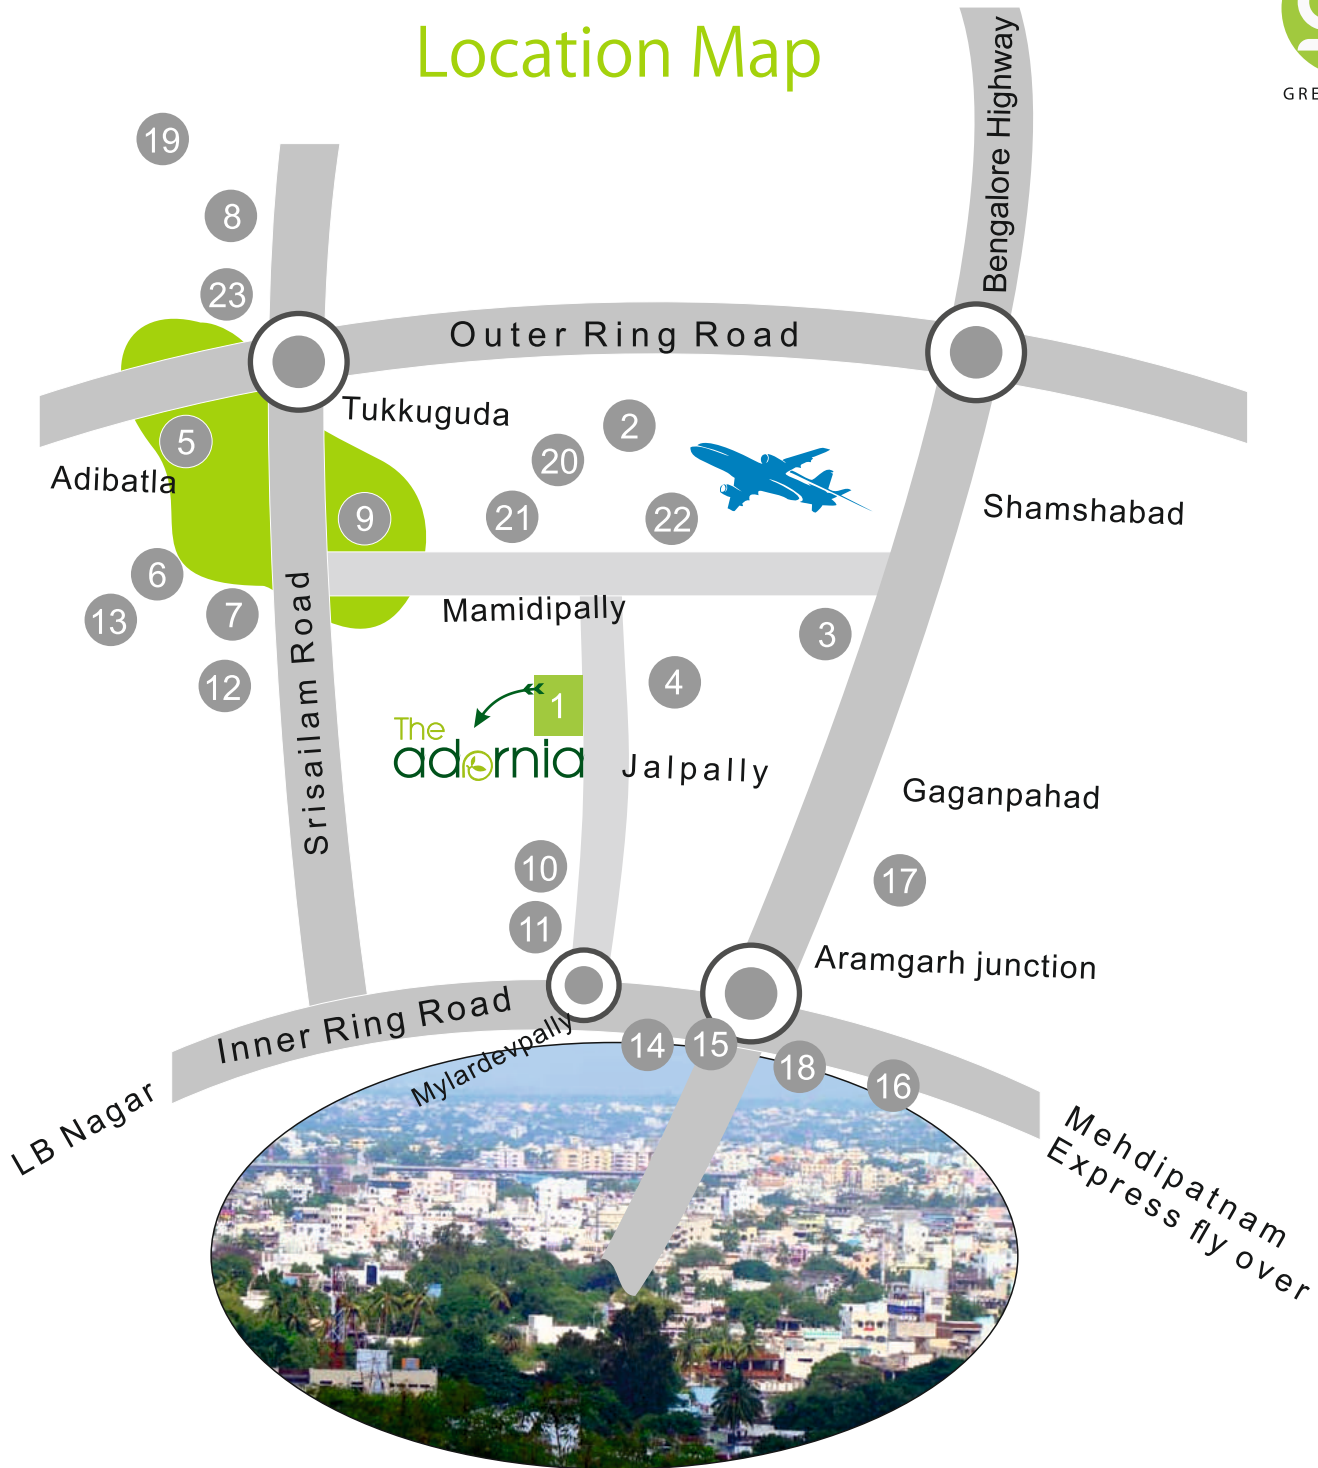 Location Map
GRE
Bengalore Highway
19
8
23
Outer Ring Road
Tukkuguda
2
5
20
Adibatla
9
21
22
Shamshabad
6
Mamidipally
13
7
3
Srisailam Road
12
4
1
The
adornia
Jalpally
Gaganpahad
10
17
11
Aramgarh junction
Inner Ring Road
Mylardevpally
14
15
18
16
LB Nagar
Mehdipatnam
Express fly over